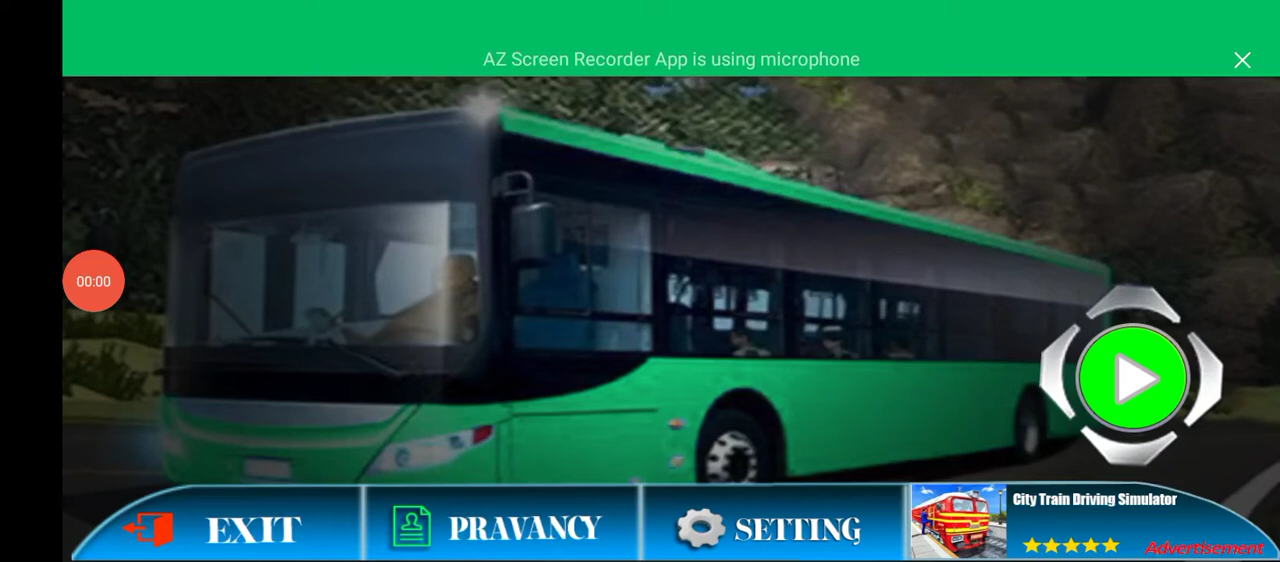 AZ Screen Recorder App is using microphone
00:00
EXIT
PRAVANCY
SETTING
City Train Driving Simulator
Advertisement